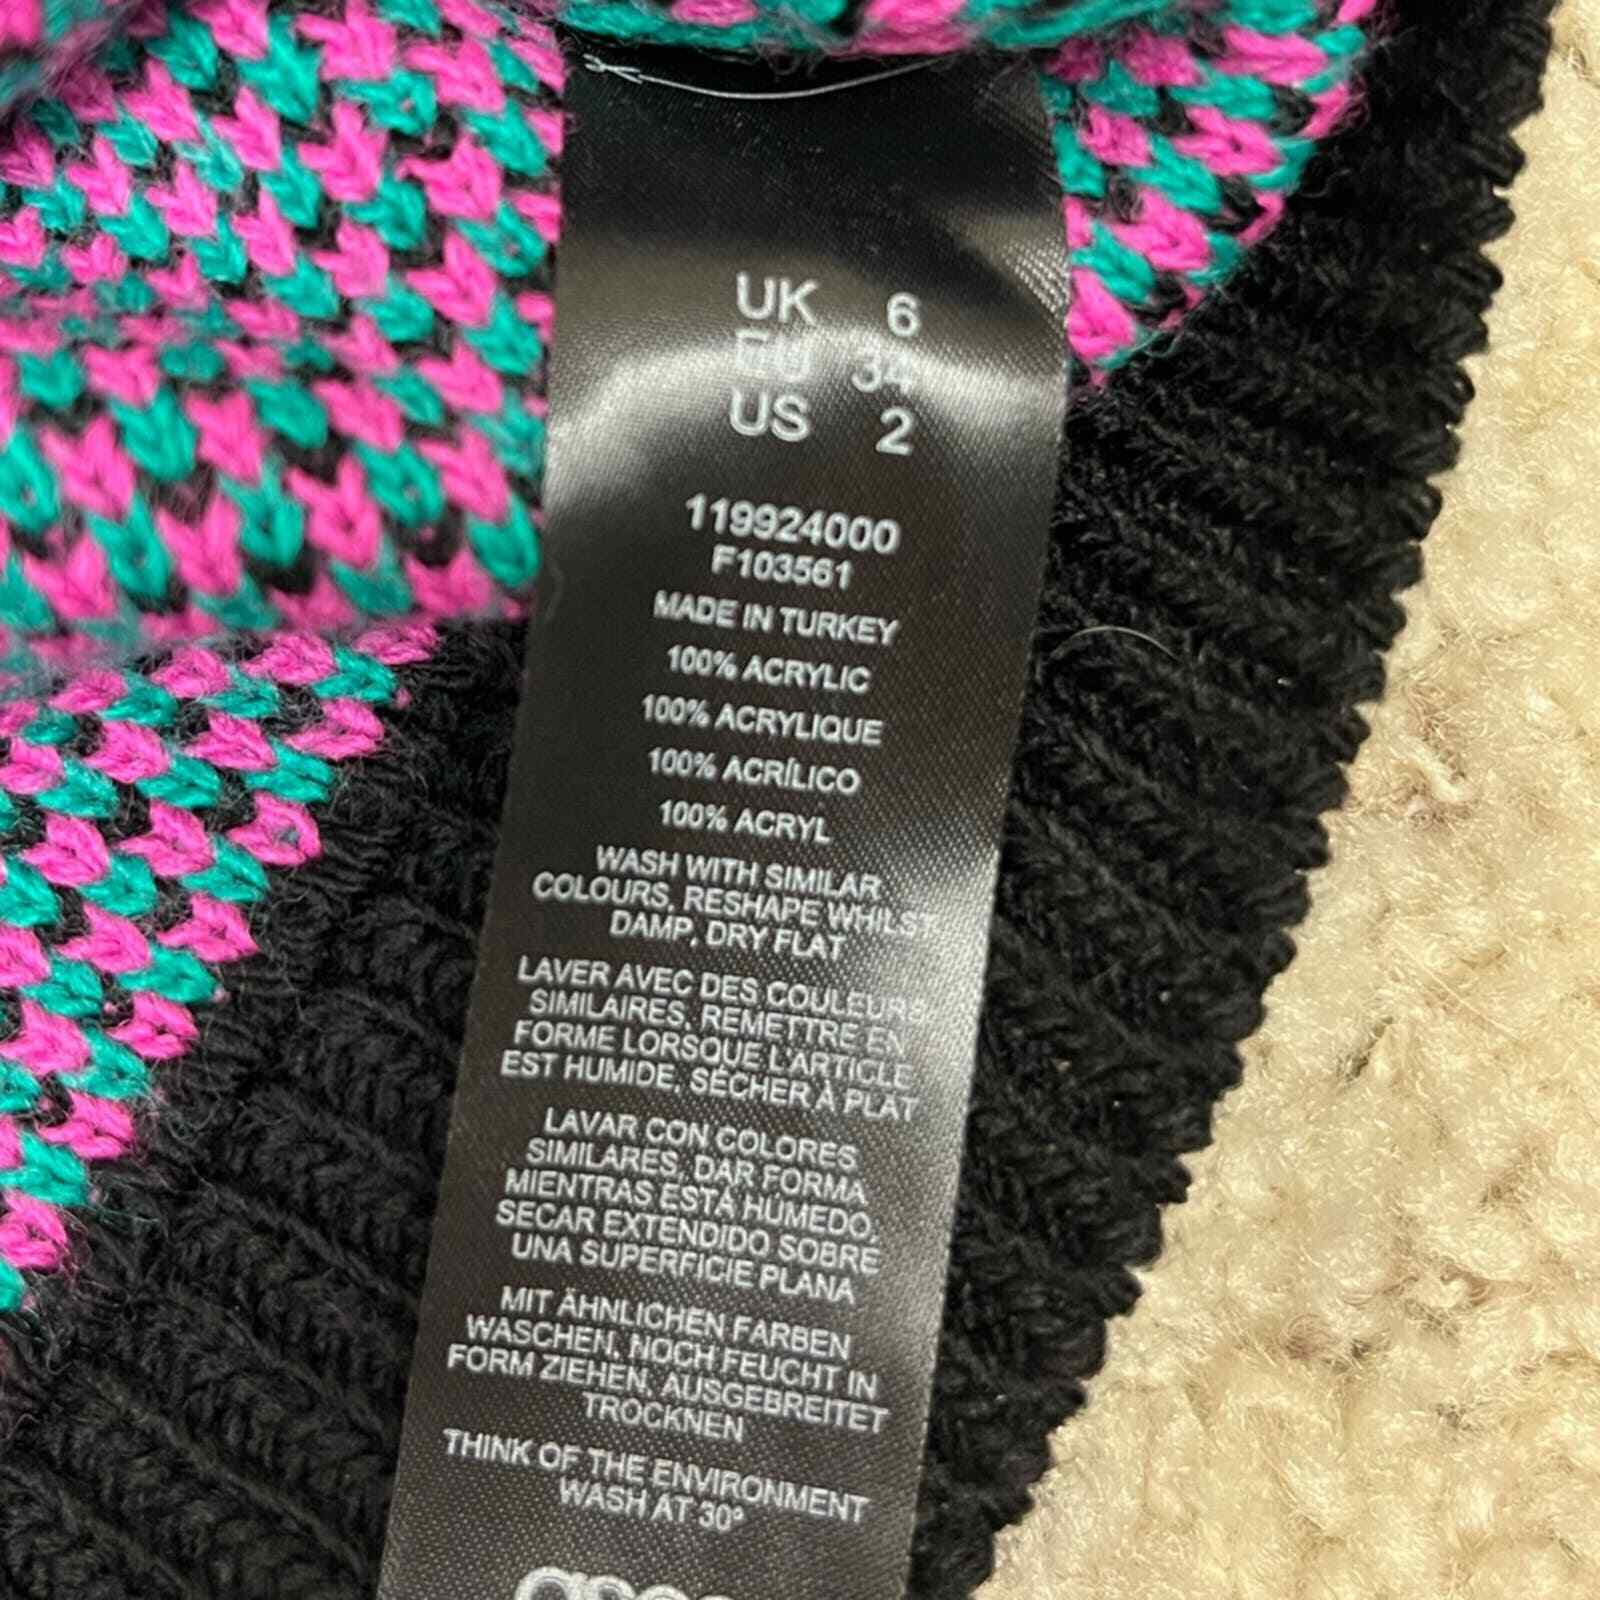 UK 6
EU 34
US 2
119924000
F103561
MADE IN TURKEY
100% ACRYLIC
100% ACRYLIQUE
100% ACRÍLICO
100% ACRYL
WASH WITH SIMILAR
COLOURS, RESHAPE WHILST
DAMP, DRY FLAT
LAVER AVEC DES COULEURS
SIMILAIRES, REMETTRE EN
FORME LORSQUE L'ARTICLE
EST HUMIDE, SÉCHER À PLAT
LAVAR CON COLORES
SIMILARES, DAR FORMA
MIENTRAS ESTÁ HÚMEDO,
SECAR EXTENDIDO SOBRE
UNA SUPERFICIE PLANA
MIT ÄHNLICHEN FARBEN
WASCHEN, NOCH FEUCHT IN
FORM ZIEHEN, AUSGEBREITET
TROCKNEN
THINK OF THE ENVIRONMENT
WASH AT 30°